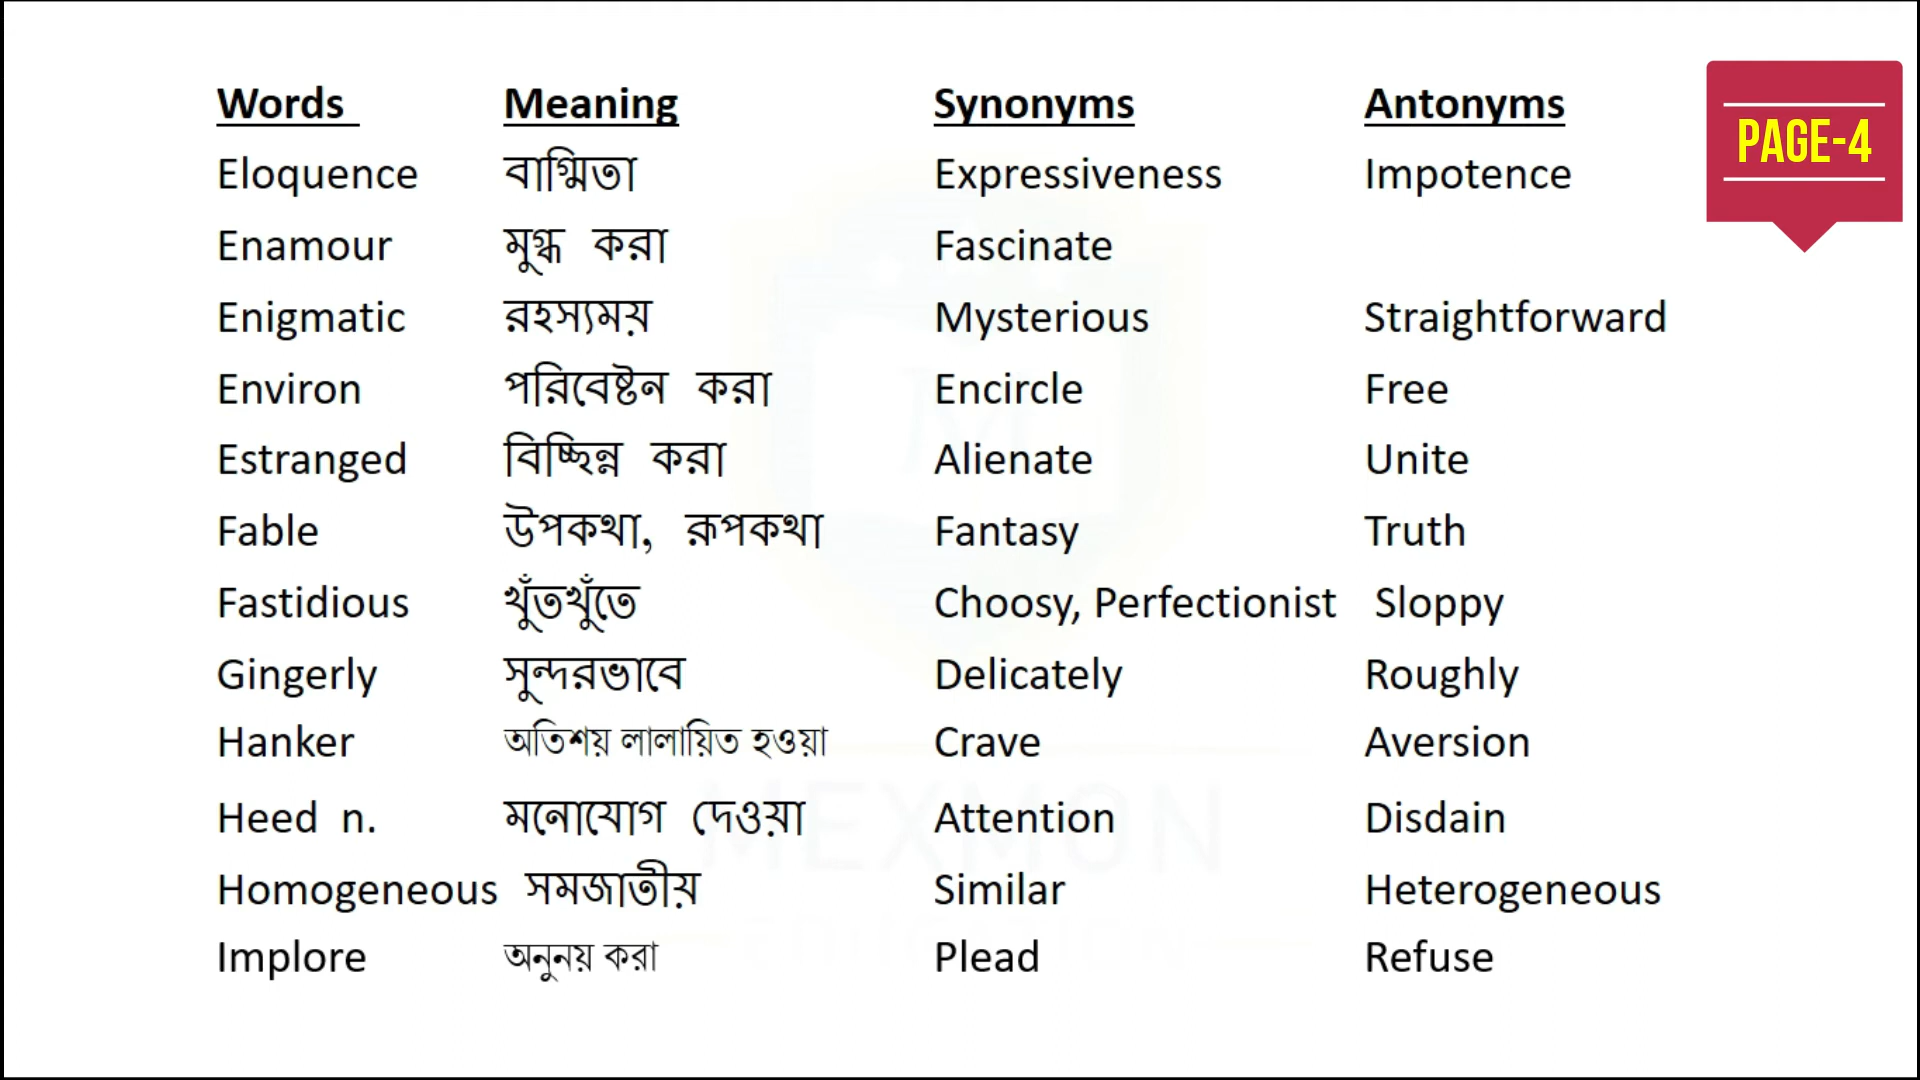 Words Meaning Synonyms Antonyms
PAGE-4
Eloquence বাগ্মিতা Expressiveness Impotence
Enamour মুগ্ধ করা Fascinate
Enigmatic রহস্যময় Mysterious Straightforward
Environ পরিবেষ্টন করা Encircle Free
Estranged বিচ্ছিন্ন করা Alienate Unite
Fable উপকথা, রূপকথা Fantasy Truth
Fastidious খুঁতখুঁতে Choosy, Perfectionist Sloppy
Gingerly সুন্দরভাবে Delicately Roughly
Hanker অতিশয় লালায়িত হওয়া Crave Aversion
Heed n. মনোযোগ দেওয়া Attention Disdain
Homogeneous সমজাতীয় Similar Heterogeneous
Implore অনুনয় করা Plead Refuse
MEXMON
EDUCATION